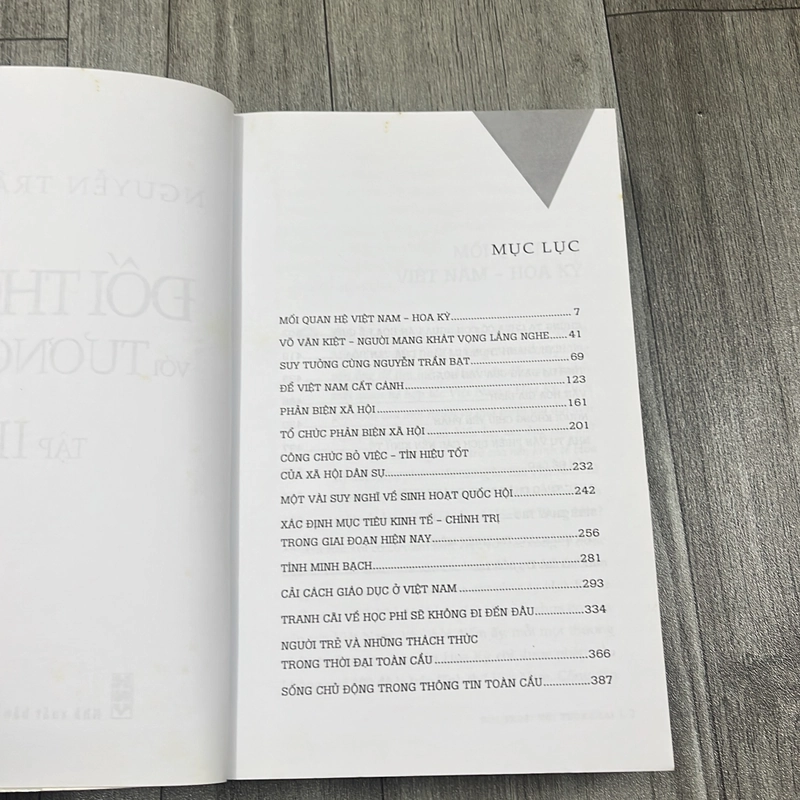 NGUYỄN TRẦ
ĐỐI THO
VỚI TƯƠNG
TẬP II
MỤC LỤC
MỐI QUAN HỆ VIỆT NAM – HOA KỲ.....7
VÕ VĂN KIỆT – NGƯỜI MANG KHÁT VỌNG LẮNG NGHE.....41
SUY TƯỞNG CÙNG NGUYỄN TRẦN BẠT.....69
ĐỂ VIỆT NAM CẤT CÁNH.....123
PHẢN BIỆN XÃ HỘI.....161
TỔ CHỨC PHẢN BIỆN XÃ HỘI.....201
CÔNG CHỨC BỎ VIỆC – TÍN HIỆU TỐT
CỦA XÃ HỘI DÂN SỰ.....232
MỘT VÀI SUY NGHĨ VỀ SINH HOẠT QUỐC HỘI.....242
XÁC ĐỊNH MỤC TIÊU KINH TẾ – CHÍNH TRỊ
TRONG GIAI ĐOẠN HIỆN NAY.....256
TÍNH MINH BẠCH.....281
CẢI CÁCH GIÁO DỤC Ở VIỆT NAM.....293
TRANH CÃI VỀ HỌC PHÍ SẼ KHÔNG ĐI ĐẾN ĐÂU.....334
NGƯỜI TRẺ VÀ NHỮNG THÁCH THỨC
TRONG THỜI ĐẠI TOÀN CẦU.....366
SỐNG CHỦ ĐỘNG TRONG THÔNG TIN TOÀN CẦU.....387